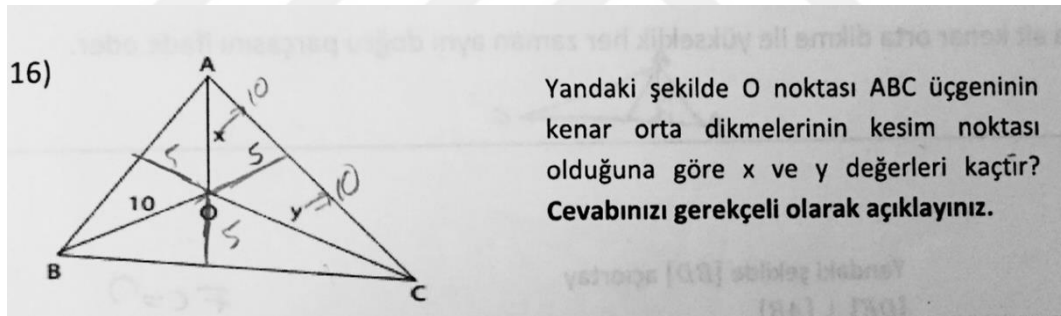 16)
A
10
x
5
5
10
10
y
O
5
B
C
Yandaki şekilde O noktası ABC üçgeninin
kenar orta dikmelerinin kesim noktası
olduğuna göre x ve y değerleri kaçtır?
Cevabınızı gerekçeli olarak açıklayınız.